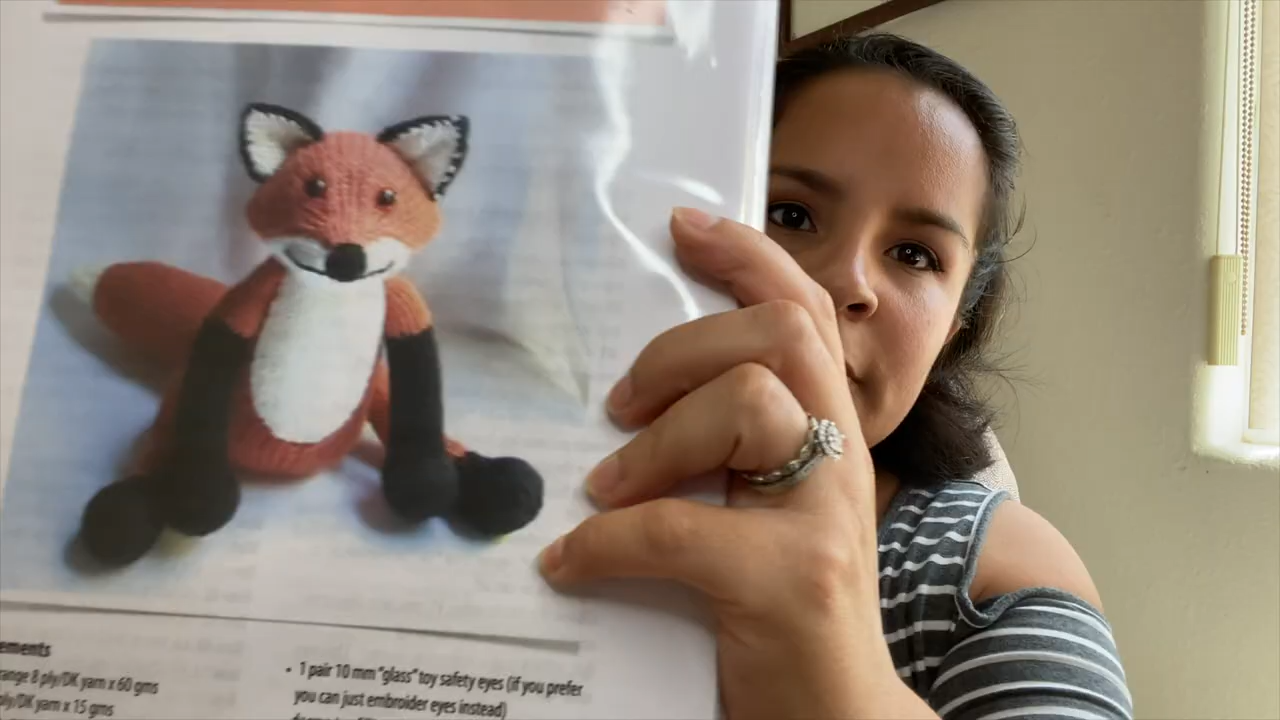 ements
range 8 ply/DK yarn x 60 gms
ply/DK yarn x 15 gms
• 1 pair 10 mm "glass" toy safety eyes (if you prefer
you can just embroider eyes instead)